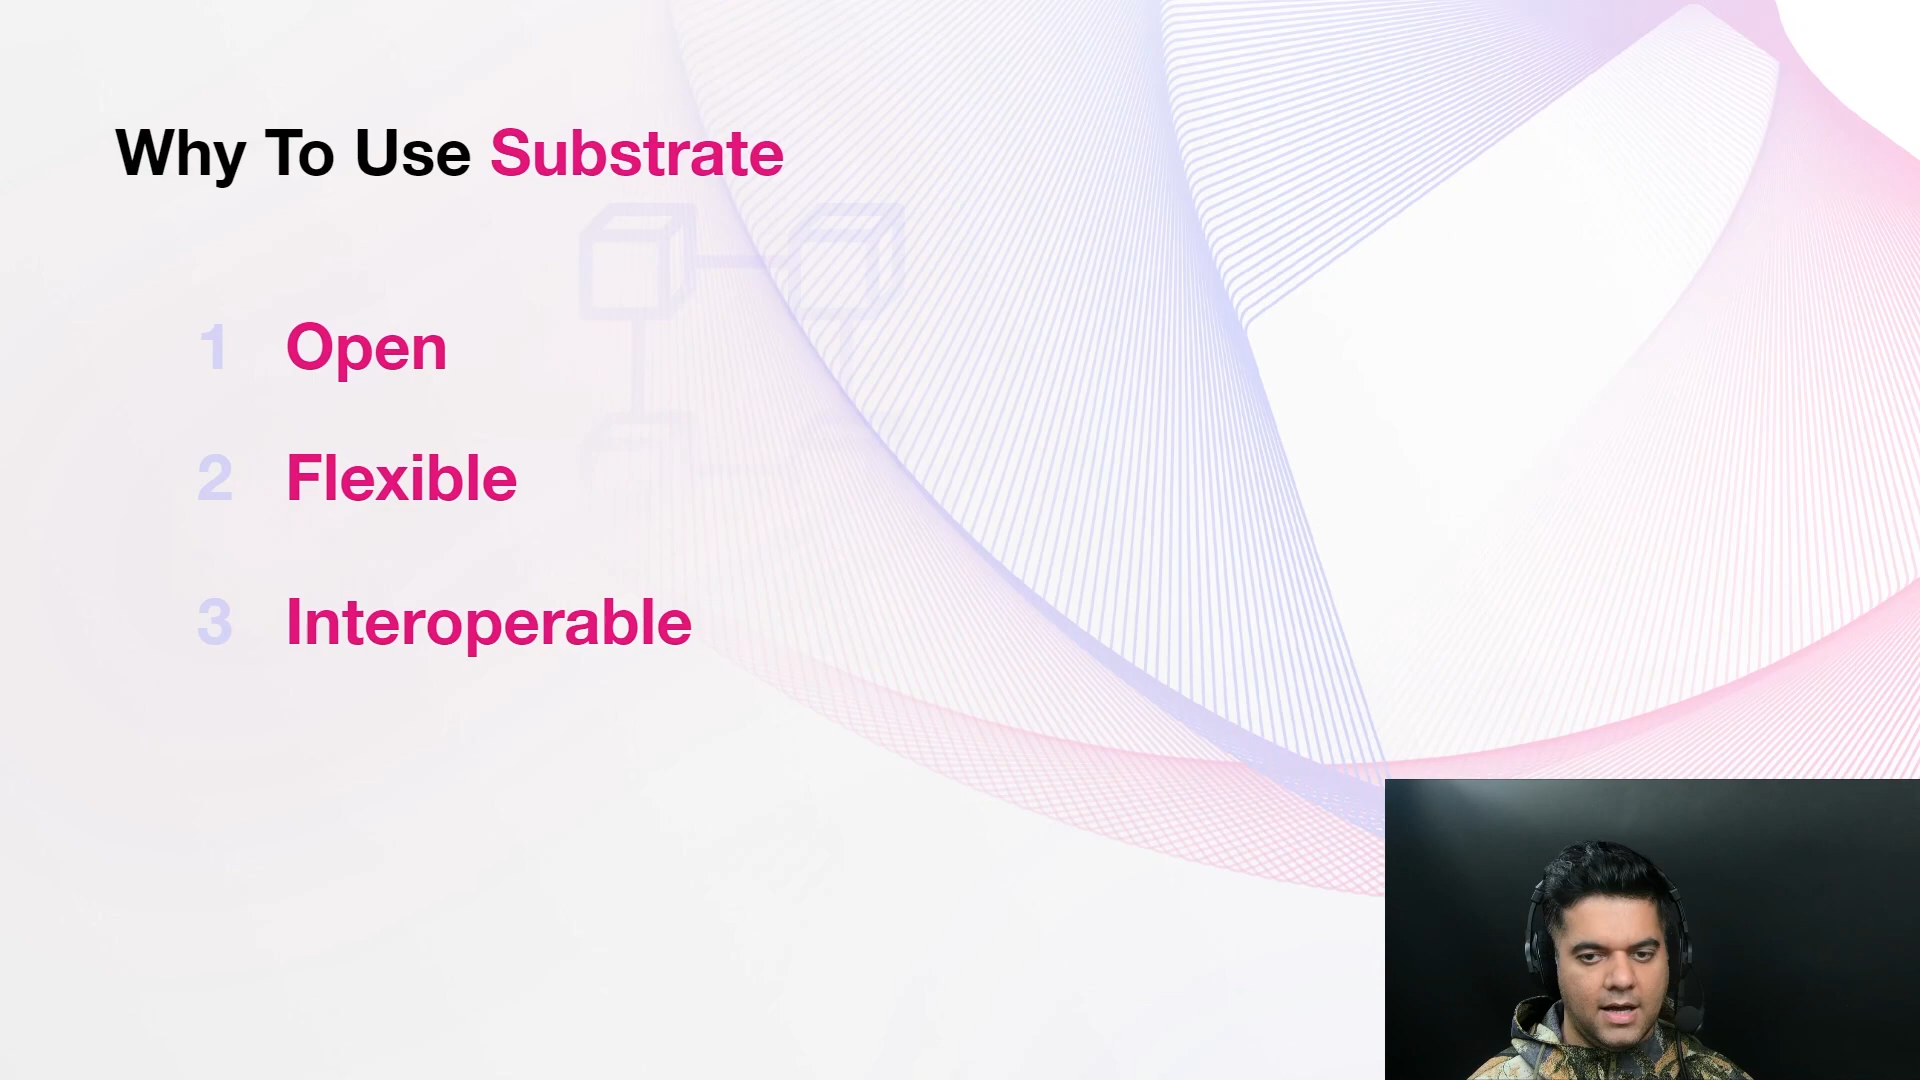 Why To Use Substrate
1 Open
2 Flexible
3 Interoperable